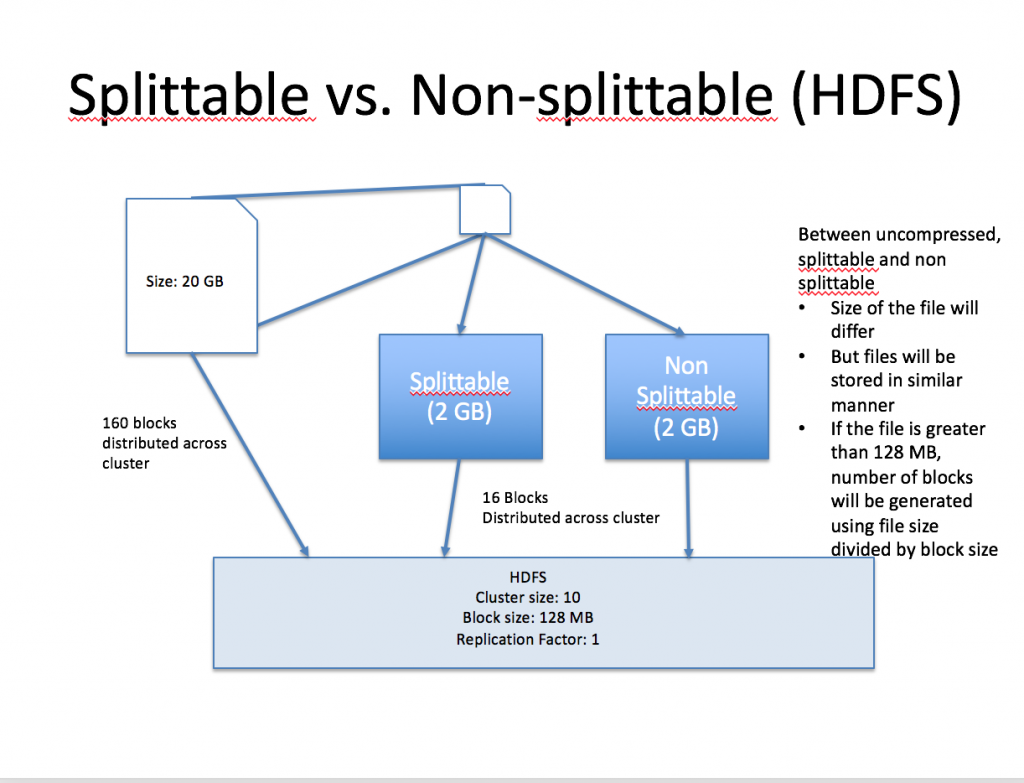 Splittable vs. Non-splittable (HDFS)
Size: 20 GB
Between uncompressed,
splittable and non
splittable
• Size of the file will
differ
• But files will be
stored in similar
manner
• If the file is greater
than 128 MB,
number of blocks
will be generated
using file size
divided by block size
Splittable
(2 GB)
Non
Splittable
(2 GB)
160 blocks
distributed across
cluster
16 Blocks
Distributed across cluster
HDFS
Cluster size: 10
Block size: 128 MB
Replication Factor: 1